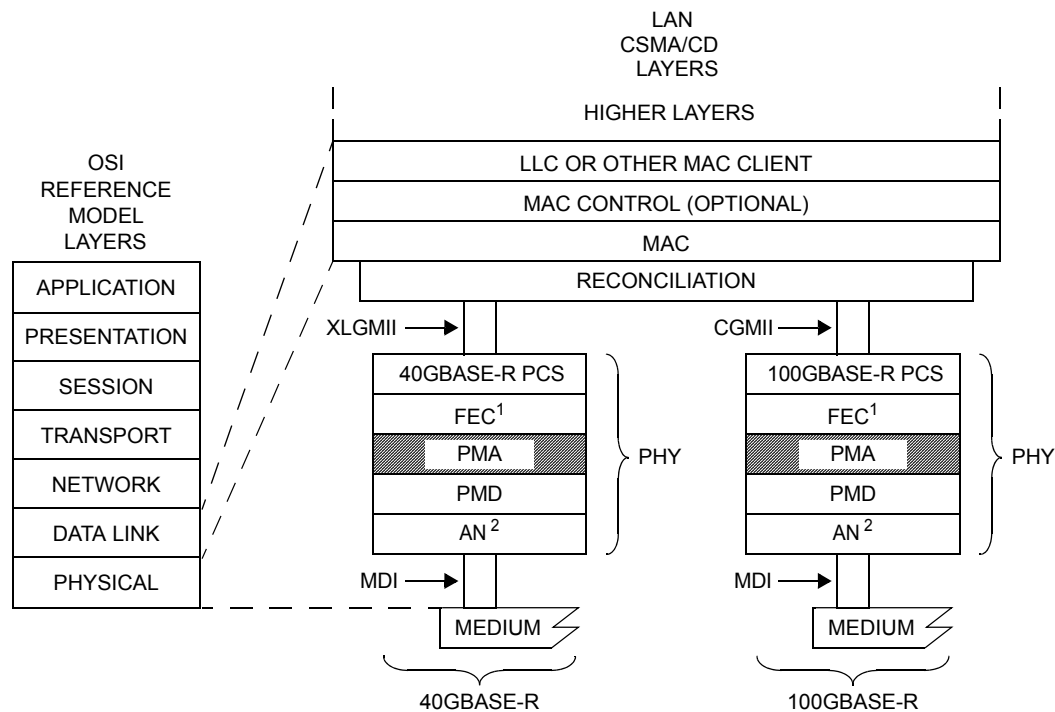 LAN
CSMA/CD
LAYERS
HIGHER LAYERS
LLC OR OTHER MAC CLIENT
MAC CONTROL (OPTIONAL)
MAC
RECONCILIATION
OSI
REFERENCE
MODEL
LAYERS
APPLICATION
PRESENTATION
SESSION
TRANSPORT
NETWORK
DATA LINK
PHYSICAL
XLGMII
40GBASE-R PCS
FEC1
PMA
PMD
AN 2
PHY
MDI
MEDIUM
40GBASE-R
CGMII
100GBASE-R PCS
FEC1
PMA
PMD
AN 2
PHY
MDI
MEDIUM
100GBASE-R